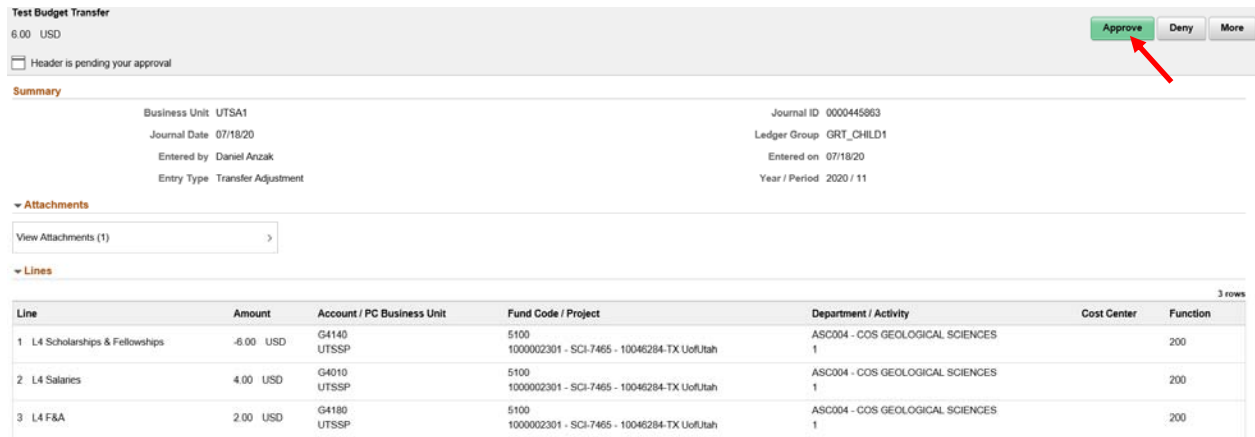 Test Budget Transfer
6.00 USD
Approve Deny More
Header is pending your approval
Summary
Business Unit UTSA1 Journal ID 0000445863
Journal Date 07/18/20 Ledger Group GRT_CHILD1
Entered by Daniel Anzak Entered on 07/18/20
Entry Type Transfer Adjustment Year / Period 2020 / 11
Attachments
View Attachments (1)
Lines
3 rows
Line Amount Account / PC Business Unit Fund Code / Project Department / Activity Cost Center Function
1 L4 Scholarships & Fellowships -6.00 USD G4140 5100 ASC004 - COS GEOLOGICAL SCIENCES 200
UTSSP 1000002301 - SCI-7465 - 10046284-TX UofUtah 1
2 L4 Salaries 4.00 USD G4010 5100 ASC004 - COS GEOLOGICAL SCIENCES 200
UTSSP 1000002301 - SCI-7465 - 10046284-TX UofUtah 1
3 L4 F&A 2.00 USD G4180 5100 ASC004 - COS GEOLOGICAL SCIENCES 200
UTSSP 1000002301 - SCI-7465 - 10046284-TX UofUtah 1